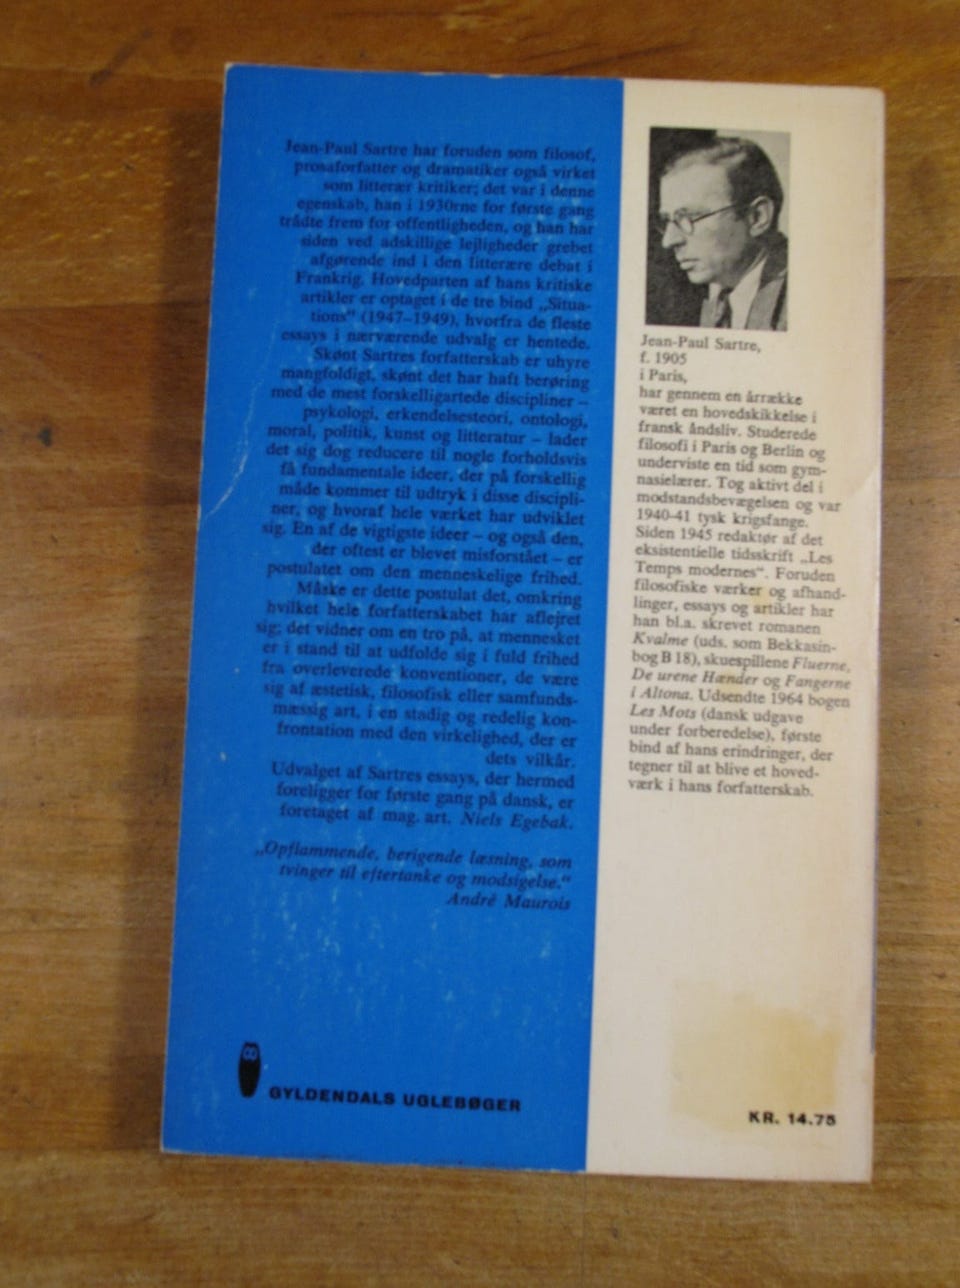 Jean-Paul Sartre har foruden som filosof,
prosaforfatter og dramatiker også virket
som litterær kritiker; det var i denne
egenskab, han i 1930rne for første gang
trådte frem for offentligheden, og han har
siden ved adskillige lejligheder grebet
afgørende ind i den litterære debat i
Frankrig. Hovedparten af hans kritiske
artikler er optaget i de tre bind „Situa-
tions“ (1947–1949), hvorfra de fleste
essays i nærværende udvalg er hentede.
Skønt Sartres forfatterskab er uhyre
mangfoldigt, skønt det har haft berøring
med de mest forskelligartede discipliner –
psykologi, erkendelsesteori, ontologi,
moral, politik, kunst og litteratur – lader
det sig dog reducere til nogle forholdsvis
få fundamentale ideer, der på forskellig
måde kommer til udtryk i disse discipli-
ner, og hvoraf hele værket har udviklet
sig. En af de vigtigste ideer – og også den,
der oftest er blevet misforstået – er
postulatet om den menneskelige frihed.
Måske er dette postulat det, omkring
hvilket hele forfatterskabet har aflejret
sig; det vidner om en tro på, at mennesket
er i stand til at udfolde sig i fuld frihed
fra overleverede konventioner, de være
sig af æstetisk, filosofisk eller samfunds-
mæssig art, i en stadig og redelig kon-
frontation med den virkelighed, der er
dets vilkår.
Udvalget af Sartres essays, der hermed
foreligger for første gang på dansk, er
foretaget af mag. art. Niels Egebak.
„Opflammende, berigende læsning, som
tvinger til eftertanke og modsigelse.“
André Maurois
GYLDENDALS UGLEBØGER
Jean-Paul Sartre,
f. 1905
i Paris,
har gennem en årrække
været en hovedskikkelse i
fransk åndsliv. Studerede
filosofi i Paris og Berlin og
underviste en tid som gym-
nasielærer. Tog aktivt del i
modstandsbevægelsen og var
1940-41 tysk krigsfange.
Siden 1945 redaktør af det
eksistentielle tidsskrift „Les
Temps modernes“. Foruden
filosofiske værker og afhand-
linger, essays og artikler har
han bl.a. skrevet romanen
Kvalme (uds. som Bekkasin-
bog B 18), skuespillene Fluerne,
De urene Hænder og Fangerne
i Altona. Udsendte 1964 bogen
Les Mots (dansk udgave
under forberedelse), første
bind af hans erindringer, der
tegner til at blive et hoved-
værk i hans forfatterskab.
KR. 14.75